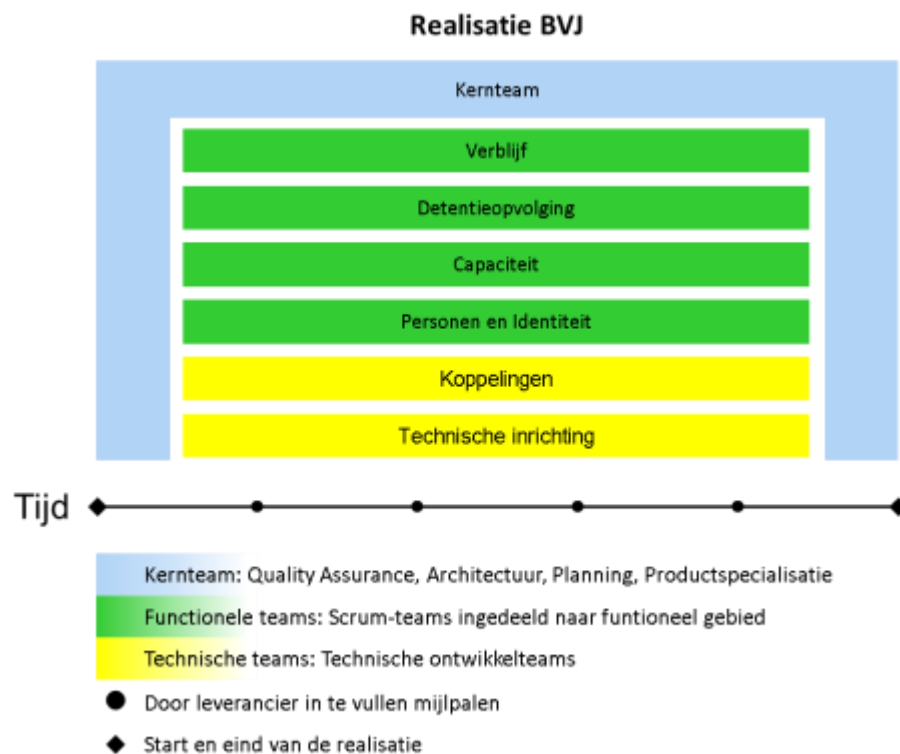 Realisatie BVJ
Kernteam
Verblijf
Detentieopvolging
Capaciteit
Personen en Identiteit
Koppelingen
Technische inrichting
Tijd
Kernteam: Quality Assurance, Architectuur, Planning, Productspecialisatie
Functionele teams: Scrum-teams ingedeeld naar funtioneel gebied
Technische teams: Technische ontwikkelteams
Door leverancier in te vullen mijlpalen
Start en eind van de realisatie